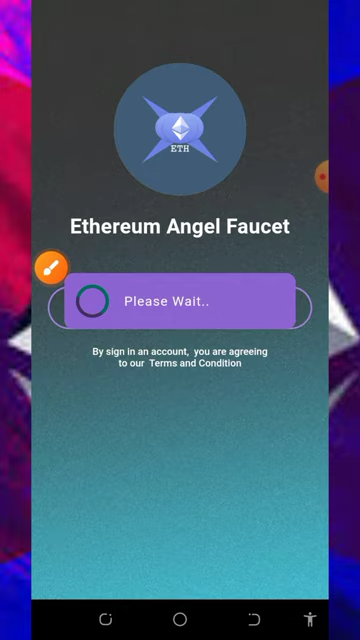 ETH
Ethereum Angel Faucet
Please Wait..
By sign in an account, you are agreeing
to our Terms and Condition